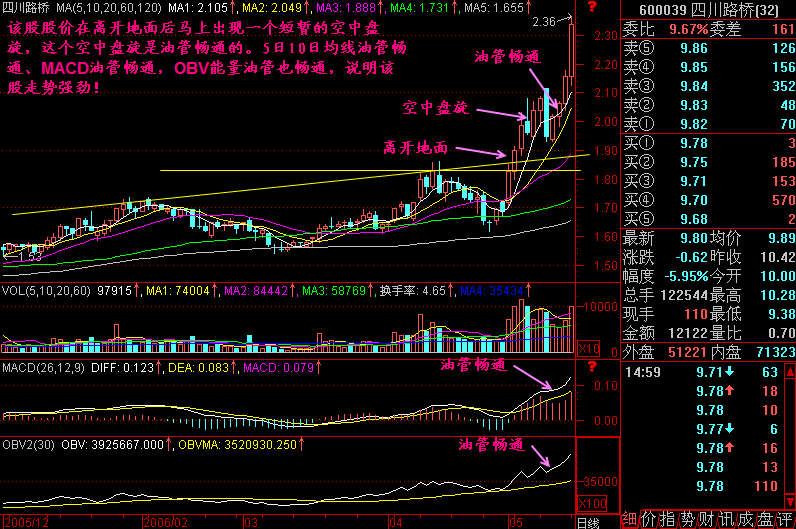 四川路桥 MA(5,10,20,60,120) MA1: 2.105↑, MA2: 2.049↑, MA3: 1.888↑, MA4: 1.731↑, MA5: 1.655↑
该股股价在高开地面后马上出现一个短暂的空中盘
旋，这个空中盘旋是油管畅通的。5日10日均线油管畅
通、MACD油管畅通，OBV能量油管也畅通，说明该
股走势强劲！
2.36
油管畅通
空中盘旋
高开地面
1.53
2.30
2.20
2.10
2.00
1.90
1.80
1.70
1.60
1.50
VOL(5,10,20,60) 97915↑, MA1: 74004↑, MA2: 84442↑, MA3: 58769↑, 换手率: 4.65↑, MA4: 35434↑
10000
X10
MACD(26,12,9) DIFF: 0.123↑, DEA: 0.083↑, MACD: 0.079↑
?
油管畅通
0.10
0.00
OBV2(30) OBV: 3925667.000↑, OBVMA: 3520930.250↑
油管畅通
35000
X100
2005/12 2006/02 03 04 05 日线
?
600039 四川路桥(32)
委比 9.67% 委差 161
卖⑤ 9.86 126
卖④ 9.85 156
卖③ 9.84 352
卖② 9.83 48
卖① 9.82 70
买① 9.78 3
买② 9.75 185
买③ 9.71 153
买④ 9.70 570
买⑤ 9.68 2
最新 9.80 均价 9.89
涨跌 -0.62 昨收 10.42
幅度 -5.95% 今开 10.00
总手 122544 最高 10.28
现手 110 最低 9.38
金额 12122 量比 0.70
外盘 51221 内盘 71323
14:59 9.71↓ 63
9.78↑ 18
9.78 10
9.77↓ 6
9.78↑ 16
9.78 13
9.78 110
细 价 指 势 财 讯 成 盘 评